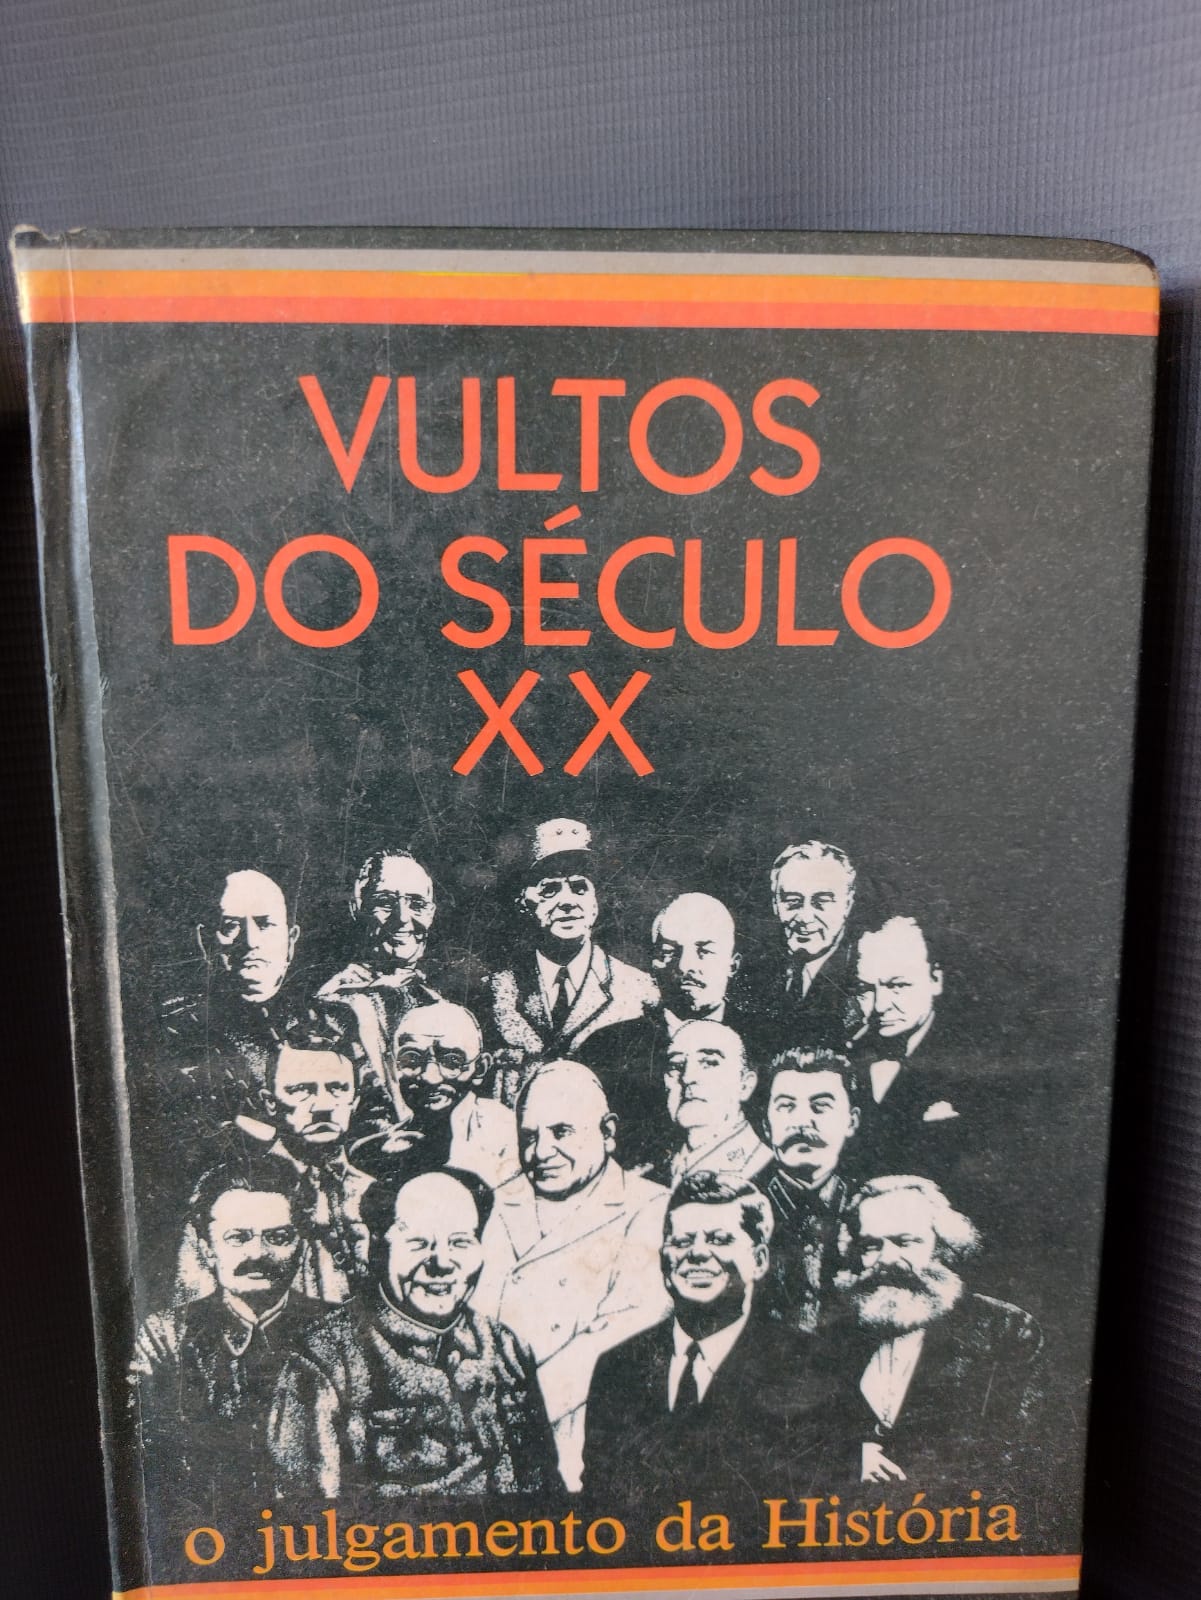 VULTOS
DO SÉCULO
XX
o julgamento da História